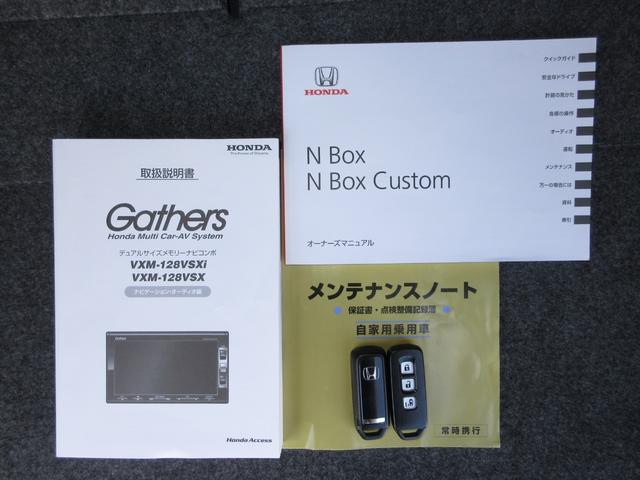 HONDA
The Power of Dreams
取扱説明書
Gathers
Honda Multi Car-AV System
デュアルサイズメモリーナビコンポ
VXM-128VSXi
VXM-128VSX
ナビゲーション・オーディオ編
Honda Access
HONDA
N Box
N Box Custom
オーナーズマニュアル
クイックガイド
安全なドライブ
計器の見かた
各部の操作
オーディオ
運転
メンテナンス
万一の場合には
資料
索引
メンテナンスノート
保証書・点検整備記録簿
自家用乗用車
常時携行